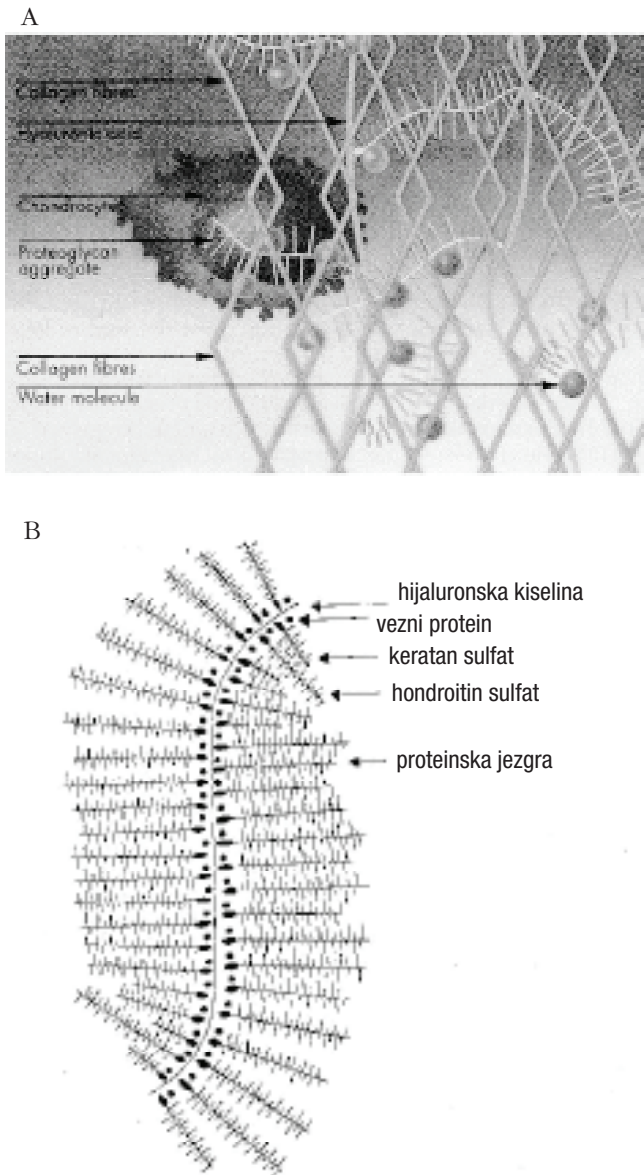 A
Collagen fibres
Hyaluronic acid
Chondrocyte
Proteoglycan
aggregate
Collagen fibres
Water molecule
B
hijaluronska kiselina
vezni protein
keratan sulfat
hondroitin sulfat
proteinska jezgra